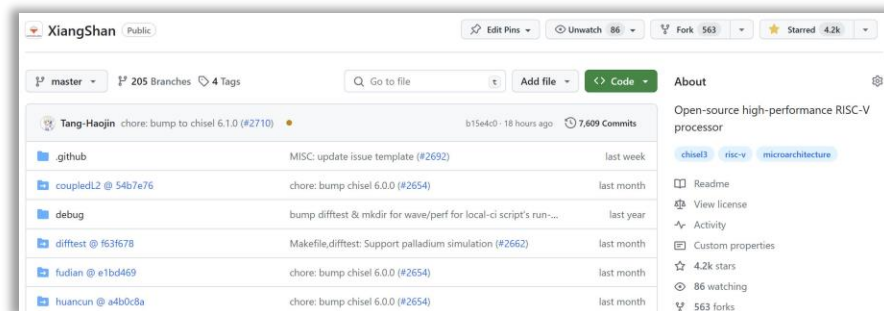 XiangShan Public
Edit Pins
Unwatch 86
Fork 563
Starred 4.2k
master
205 Branches
4 Tags
Go to file t
Add file
<> Code
Tang-Haojin chore: bump to chisel 6.1.0 (#2710)
b15e4c0 · 18 hours ago
7,609 Commits
.github MISC: update issue template (#2692) last week
coupledL2 @ 54b7e76 chore: bump chisel 6.0.0 (#2654) last month
debug bump difftest & mkdir for wave/perf for local-ci script's run-... last year
difftest @ f63f678 Makefile,difftest: Support palladium simulation (#2662) last month
fudian @ e1bd469 chore: bump chisel 6.0.0 (#2654) last month
huancun @ a4b0c8a chore: bump chisel 6.0.0 (#2654) last month
About
Open-source high-performance RISC-V
processor
chisel3 risc-v microarchitecture
Readme
View license
Activity
Custom properties
4.2k stars
86 watching
563 forks